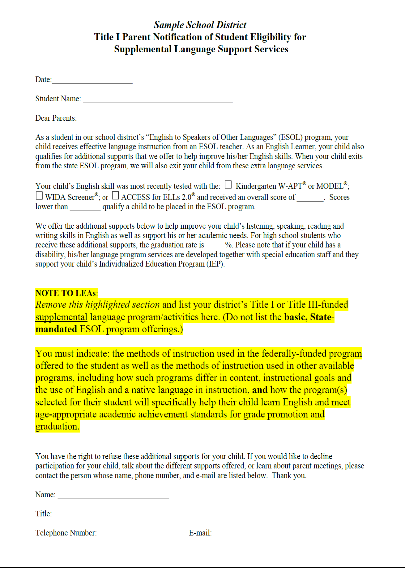 Sample School District
Title I Parent Notification of Student Eligibility for
Supplemental Language Support Services
Date:____________________
Student Name: ______________________________________
Dear Parents:
As a student in our school district's "English to Speakers of Other Languages" (ESOL) program, your
child receives effective language instruction from an ESOL teacher. As an English Learner, your child also
qualifies for additional supports that we offer to help improve his/her English skills. When your child exits
from the state ESOL program, we will also exit your child from these extra language services.
Your child's English skill was most recently tested with the: ☐ Kindergarten W-APT® or MODEL®,
☐ WIDA Screener®; or ☐ ACCESS for ELLs 2.0® and received an overall score of _______. Scores
lower than ________ qualify a child to be placed in the ESOL program.
We offer the additional supports below to help improve your child's listening, speaking, reading and
writing skills in English as well as support his or her academic needs. For high school students who
receive these additional supports, the graduation rate is _____%. Please note that if your child has a
disability, his/her language program services are developed together with special education staff and they
support your child's Individualized Education Program (IEP).
NOTE TO LEAs:
Remove this highlighted section and list your district's Title I or Title III-funded
supplemental language program/activities here. (Do not list the basic, State-
mandated ESOL program offerings.)
You must indicate: the methods of instruction used in the federally-funded program
offered to the student as well as the methods of instruction used in other available
programs, including how such programs differ in content, instructional goals and
the use of English and a native language in instruction, and how the program(s)
selected for their student will specifically help their child learn English and meet
age-appropriate academic achievement standards for grade promotion and
graduation.
You have the right to refuse these additional supports for your child. If you would like to decline
participation for your child, talk about the different supports offered, or learn about parent meetings, please
contact the person whose name, phone number, and e-mail are listed below. Thank you.
Name: ____________________________
Title:
Telephone Number: E-mail: